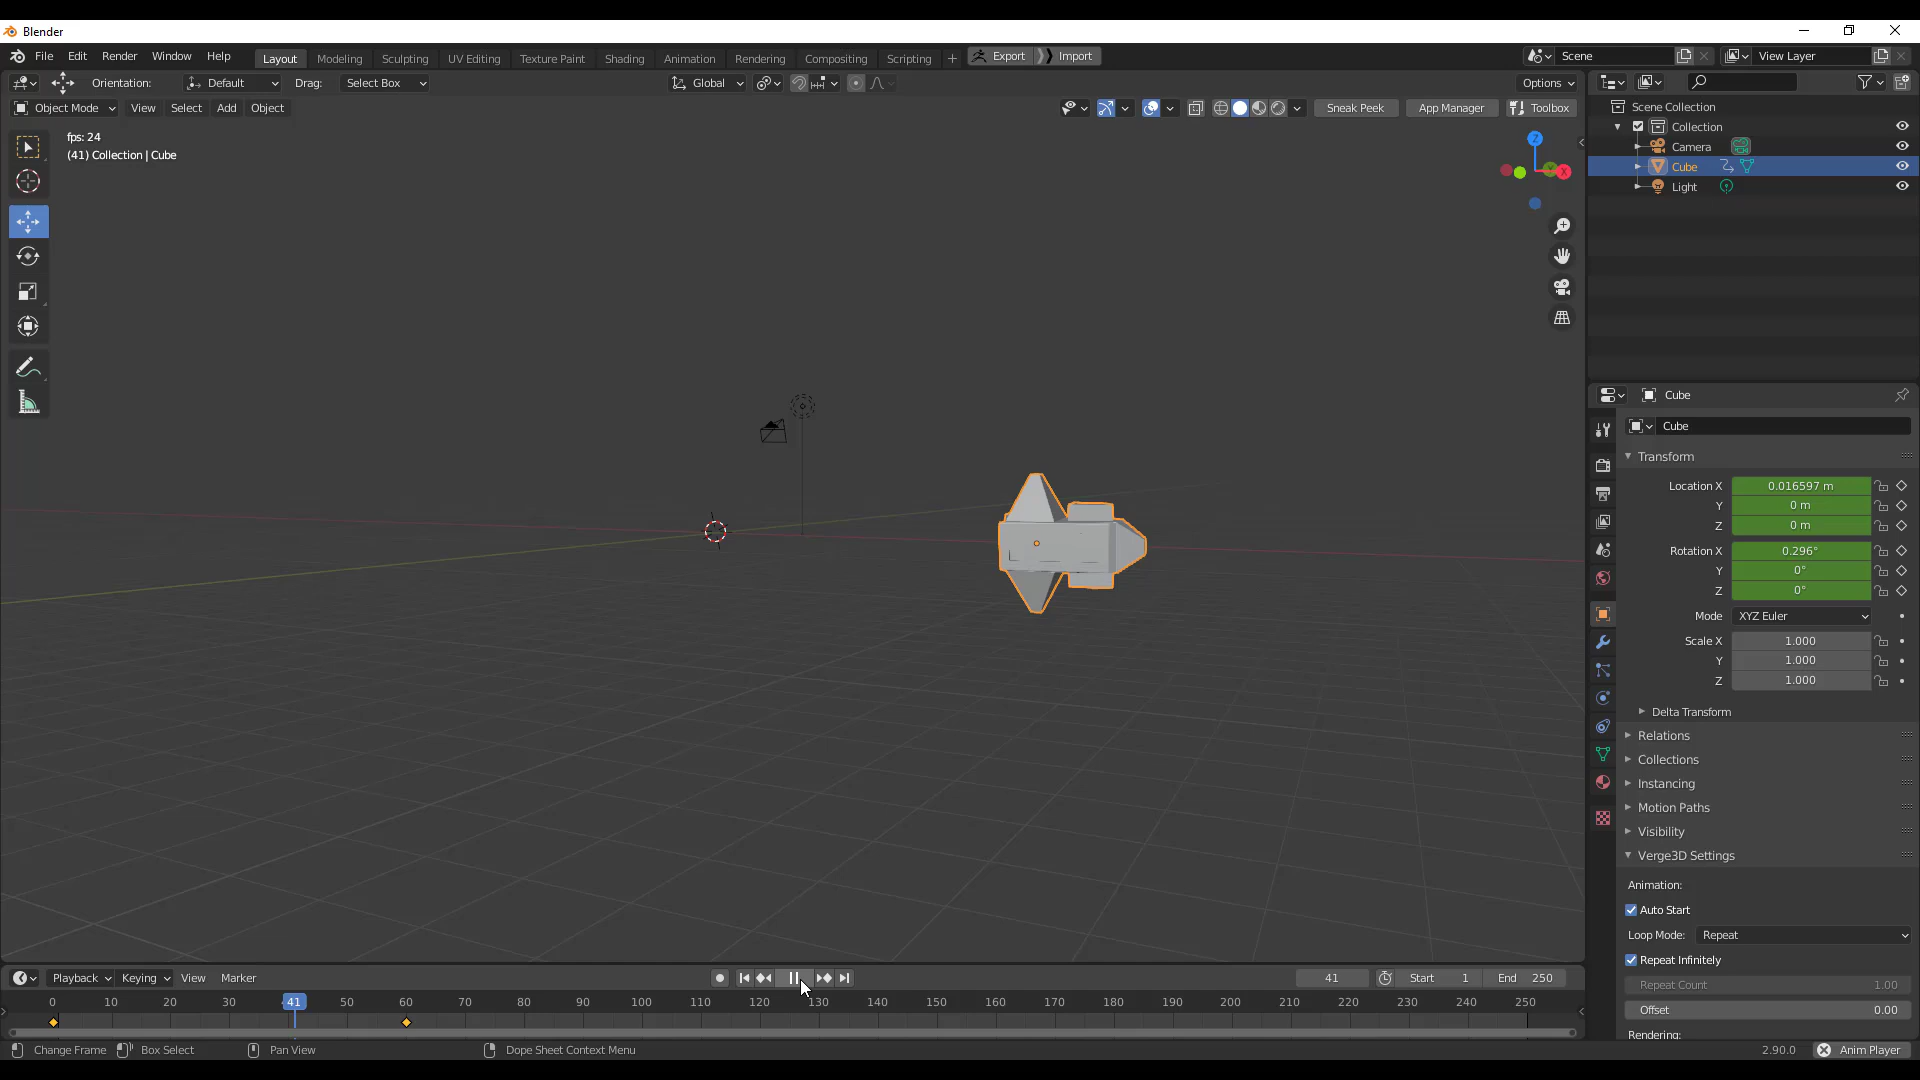 Blender
File Edit Render Window Help Layout Modeling Sculpting UV Editing Texture Paint Shading Animation Rendering Compositing Scripting + Export Import Scene View Layer
Orientation: Default Drag: Select Box Global Options
Object Mode View Select Add Object Sneak Peek App Manager Toolbox
fps: 24
(41) Collection | Cube
Z
X
Scene Collection
Collection
Camera
Cube
Light
Cube
Cube
Transform
Location X 0.016597 m
Y 0 m
Z 0 m
Rotation X 0.296°
Y 0°
Z 0°
Mode XYZ Euler
Scale X 1.000
Y 1.000
Z 1.000
Delta Transform
Relations
Collections
Instancing
Motion Paths
Visibility
Verge3D Settings
Animation:
Auto Start
Loop Mode: Repeat
Repeat Infinitely
Repeat Count 1.00
Offset 0.00
Rendering:
Playback Keying View Marker 41 Start 1 End 250
0 10 20 30 41 50 60 70 80 90 100 110 120 130 140 150 160 170 180 190 200 210 220 230 240 250
Change Frame Box Select Pan View Dope Sheet Context Menu 2.90.0 Anim Player